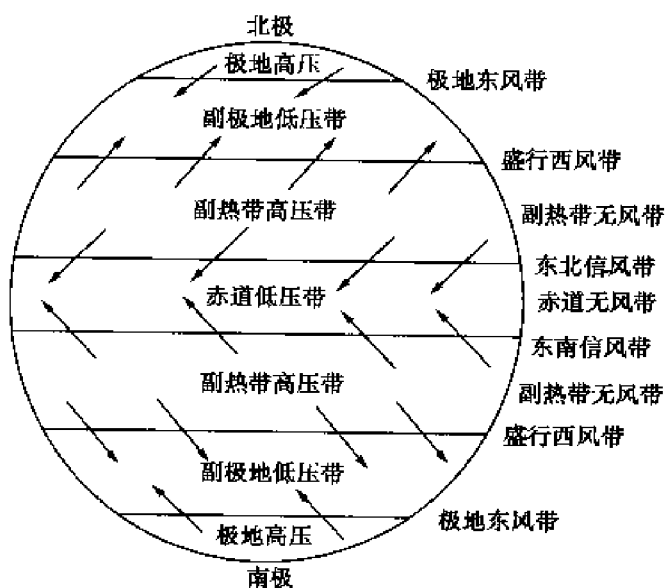 北极
极地高压
极地东风带
副极地低压带
盛行西风带
副热带高压带
副热带无风带
东北信风带
赤道低压带
赤道无风带
东南信风带
副热带高压带
副热带无风带
盛行西风带
副极地低压带
极地高压
极地东风带
南极